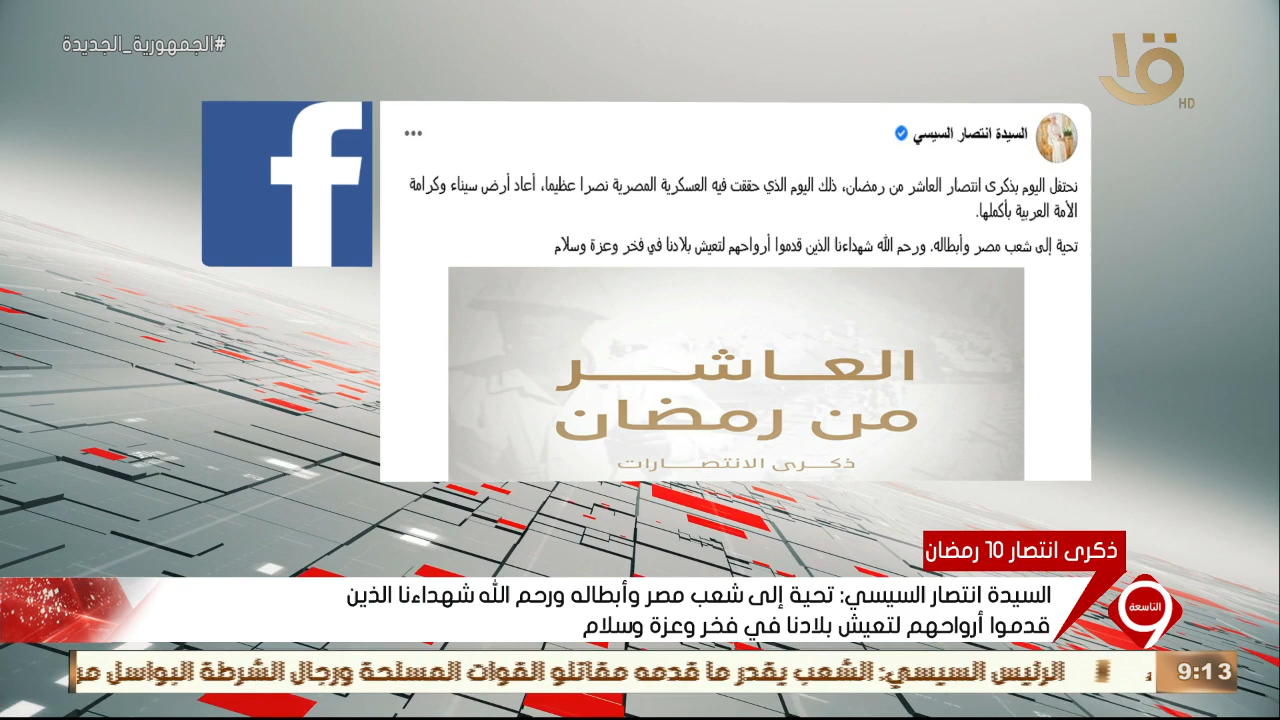 #الجمهورية_الجديدة
HD
السيدة انتصار السيسي
نحتفل اليوم بذكرى انتصار العاشر من رمضان، ذلك اليوم الذي حققت فيه العسكرية المصرية نصرا عظيما، أعاد أرض سيناء وكرامة
الأمة العربية بأكملها.
تحية إلى شعب مصر وأبطاله. ورحم الله شهداءنا الذين قدموا أرواحهم لتعيش بلادنا في فخر وعزة وسلام
العاشر
من رمضان
ذكرى الانتصارات
ذكرى انتصار 10 رمضان
السيدة انتصار السيسي: تحية إلى شعب مصر وأبطاله ورحم الله شهداءنا الذين
قدموا أرواحهم لتعيش بلادنا في فخر وعزة وسلام
التاسعة
9:13
الرئيس السيسي: الشعب يقدر ما قدمه مقاتلو القوات المسلحة ورجال الشرطة البواسل